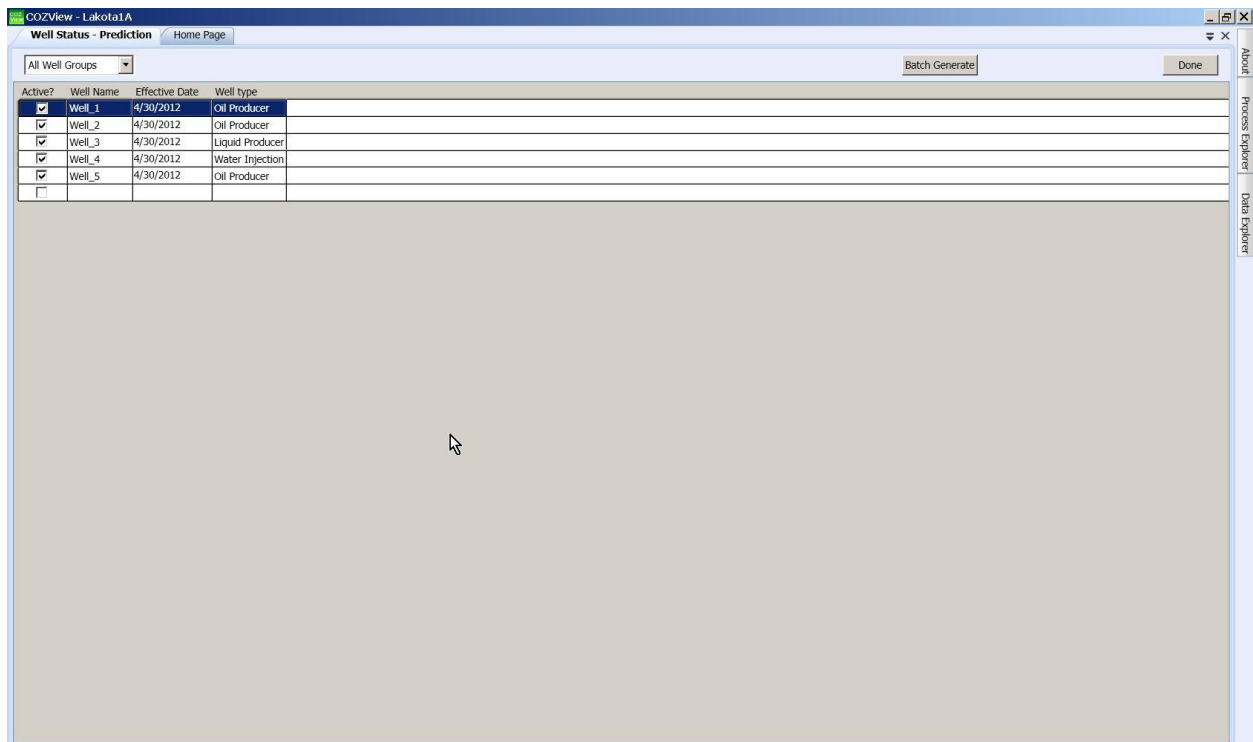 COZView - Lakota1A
Well Status - Prediction Home Page
All Well Groups Batch Generate Done
Active? Well Name Effective Date Well type
Well_1 4/30/2012 Oil Producer
Well_2 4/30/2012 Oil Producer
Well_3 4/30/2012 Liquid Producer
Well_4 4/30/2012 Water Injection
Well_5 4/30/2012 Oil Producer
About
Process Explorer
Data Explorer